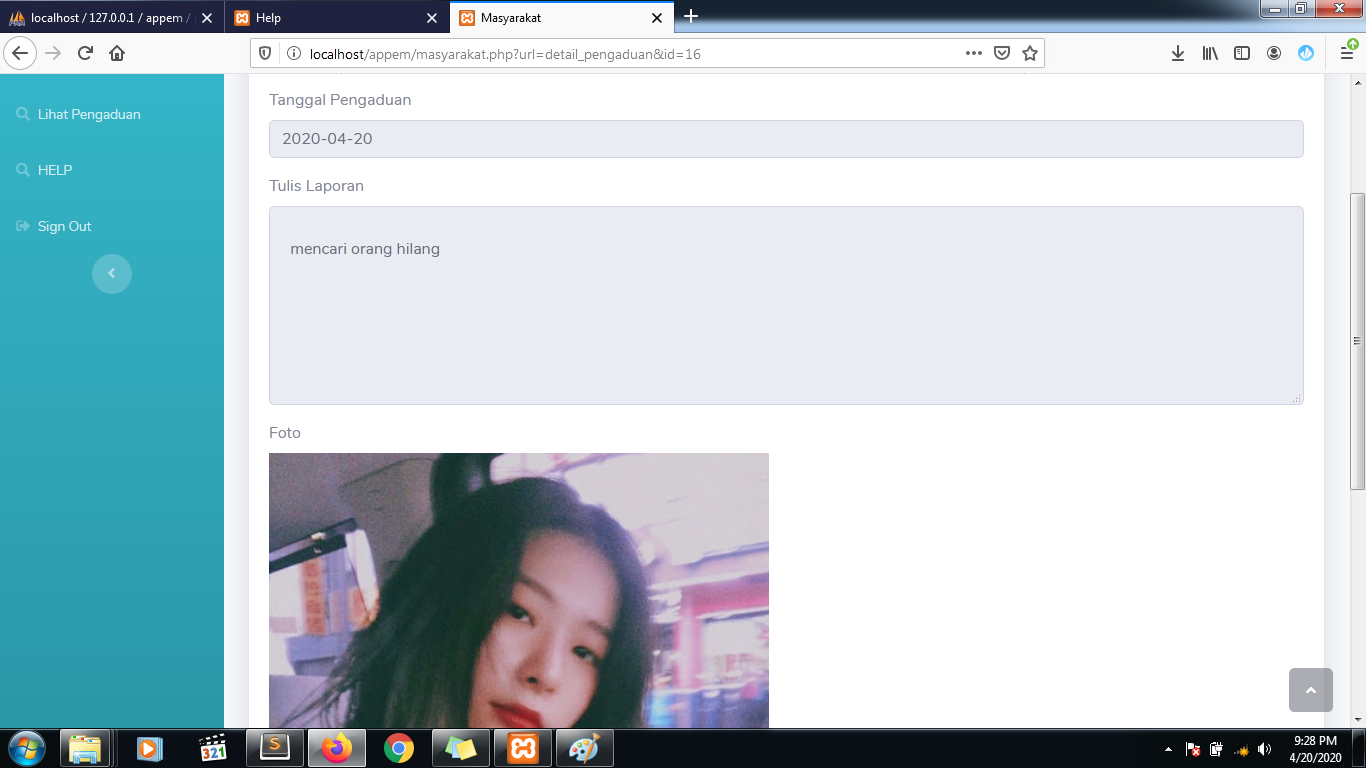 localhost / 127.0.0.1 / appem /
Help
Masyarakat
localhost/appem/masyarakat.php?url=detail_pengaduan&id=16
Lihat Pengaduan
HELP
Sign Out
Tanggal Pengaduan
2020-04-20
Tulis Laporan
mencari orang hilang
Foto
321
S
9:28 PM
4/20/2020